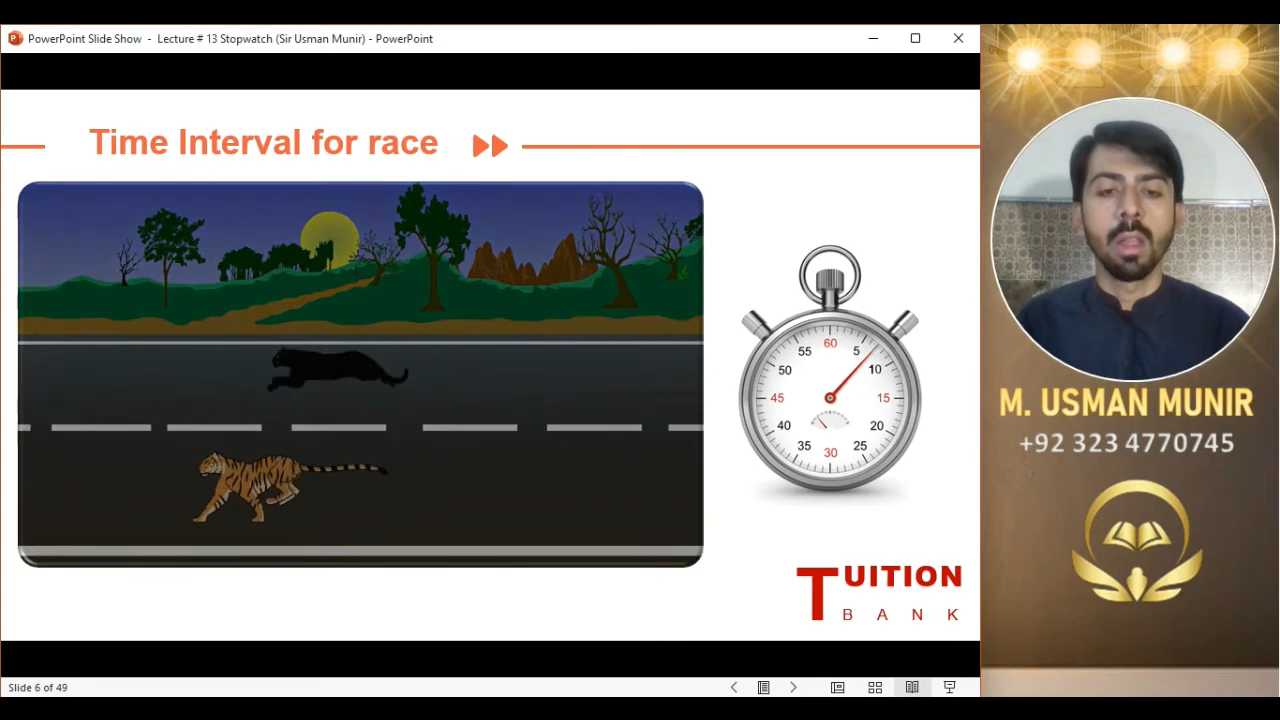 PowerPoint Slide Show - Lecture # 13 Stopwatch (Sir Usman Munir) - PowerPoint
Time Interval for race
60
55 5
50 10
45 15
40 20
35 25
30
M. USMAN MUNIR
+92 323 4770745
TUITION
BANK
Slide 6 of 49